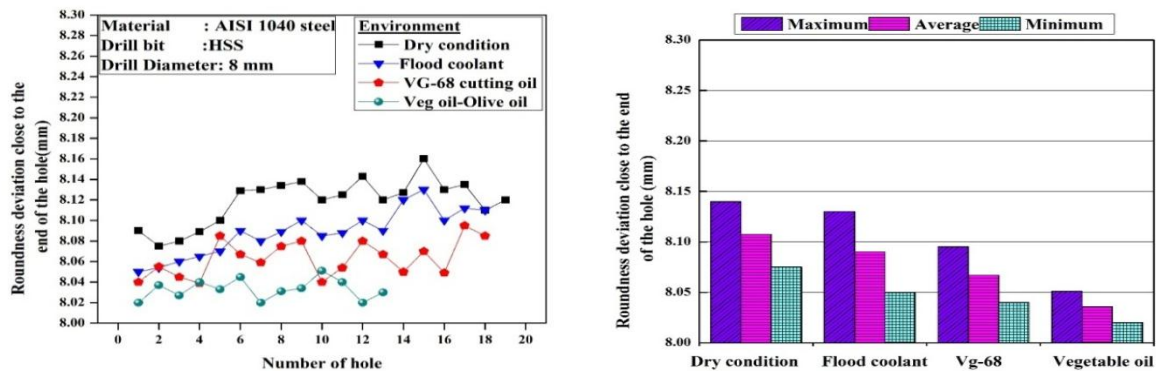 Material : AISI 1040 steel
Drill bit :HSS
Drill Diameter: 8 mm
Environment
Dry condition
Flood coolant
VG-68 cutting oil
Veg oil-Olive oil
Roundness deviation close to the
end of the hole(mm)
8.30
8.28
8.26
8.24
8.22
8.20
8.18
8.16
8.14
8.12
8.10
8.08
8.06
8.04
8.02
8.00
0 2 4 6 8 10 12 14 16 18 20
Number of hole
Maximum Average Minimum
Roundness deviation close to the end
of the hole (mm)
8.30
8.25
8.20
8.15
8.10
8.05
8.00
Dry condition Flood coolant Vg-68 Vegetable oil